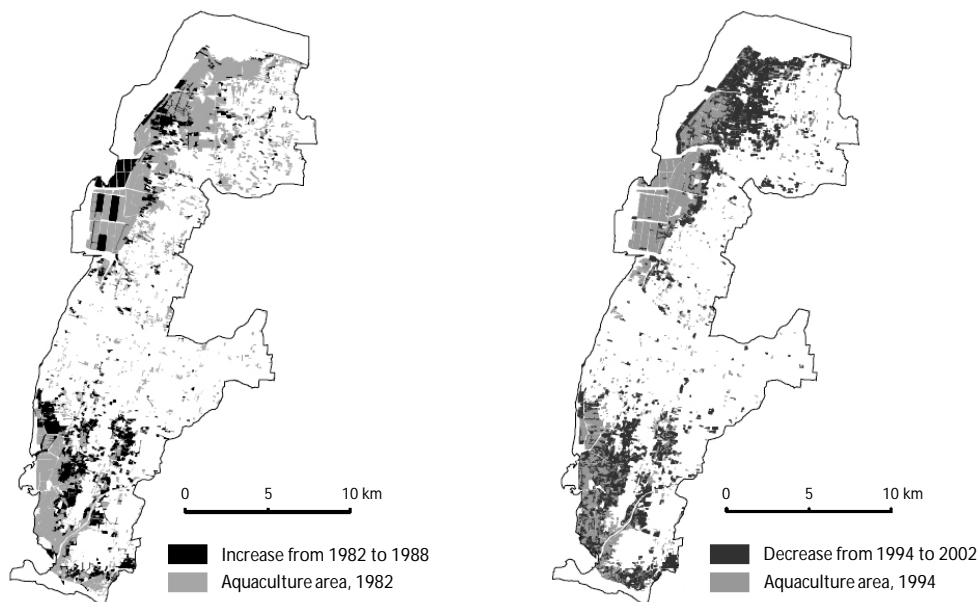 0 5 10 km
Increase from 1982 to 1988
Aquaculture area, 1982
0 5 10 km
Decrease from 1994 to 2002
Aquaculture area, 1994